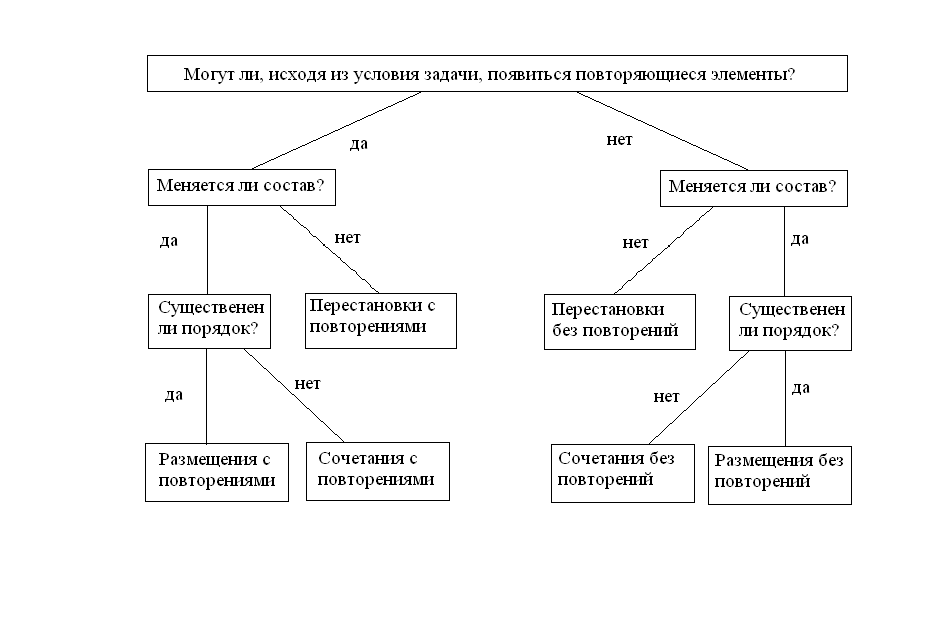 Могут ли, исходя из условия задачи, появиться повторяющиеся элементы?
да
нет
Меняется ли состав?
Меняется ли состав?
да
нет
нет
да
Существенен
ли порядок?
Перестановки с
повторениями
Перестановки
без повторений
Существенен
ли порядок?
да
нет
нет
да
Размещения с
повторениями
Сочетания с
повторениями
Сочетания без
повторений
Размещения без
повторений